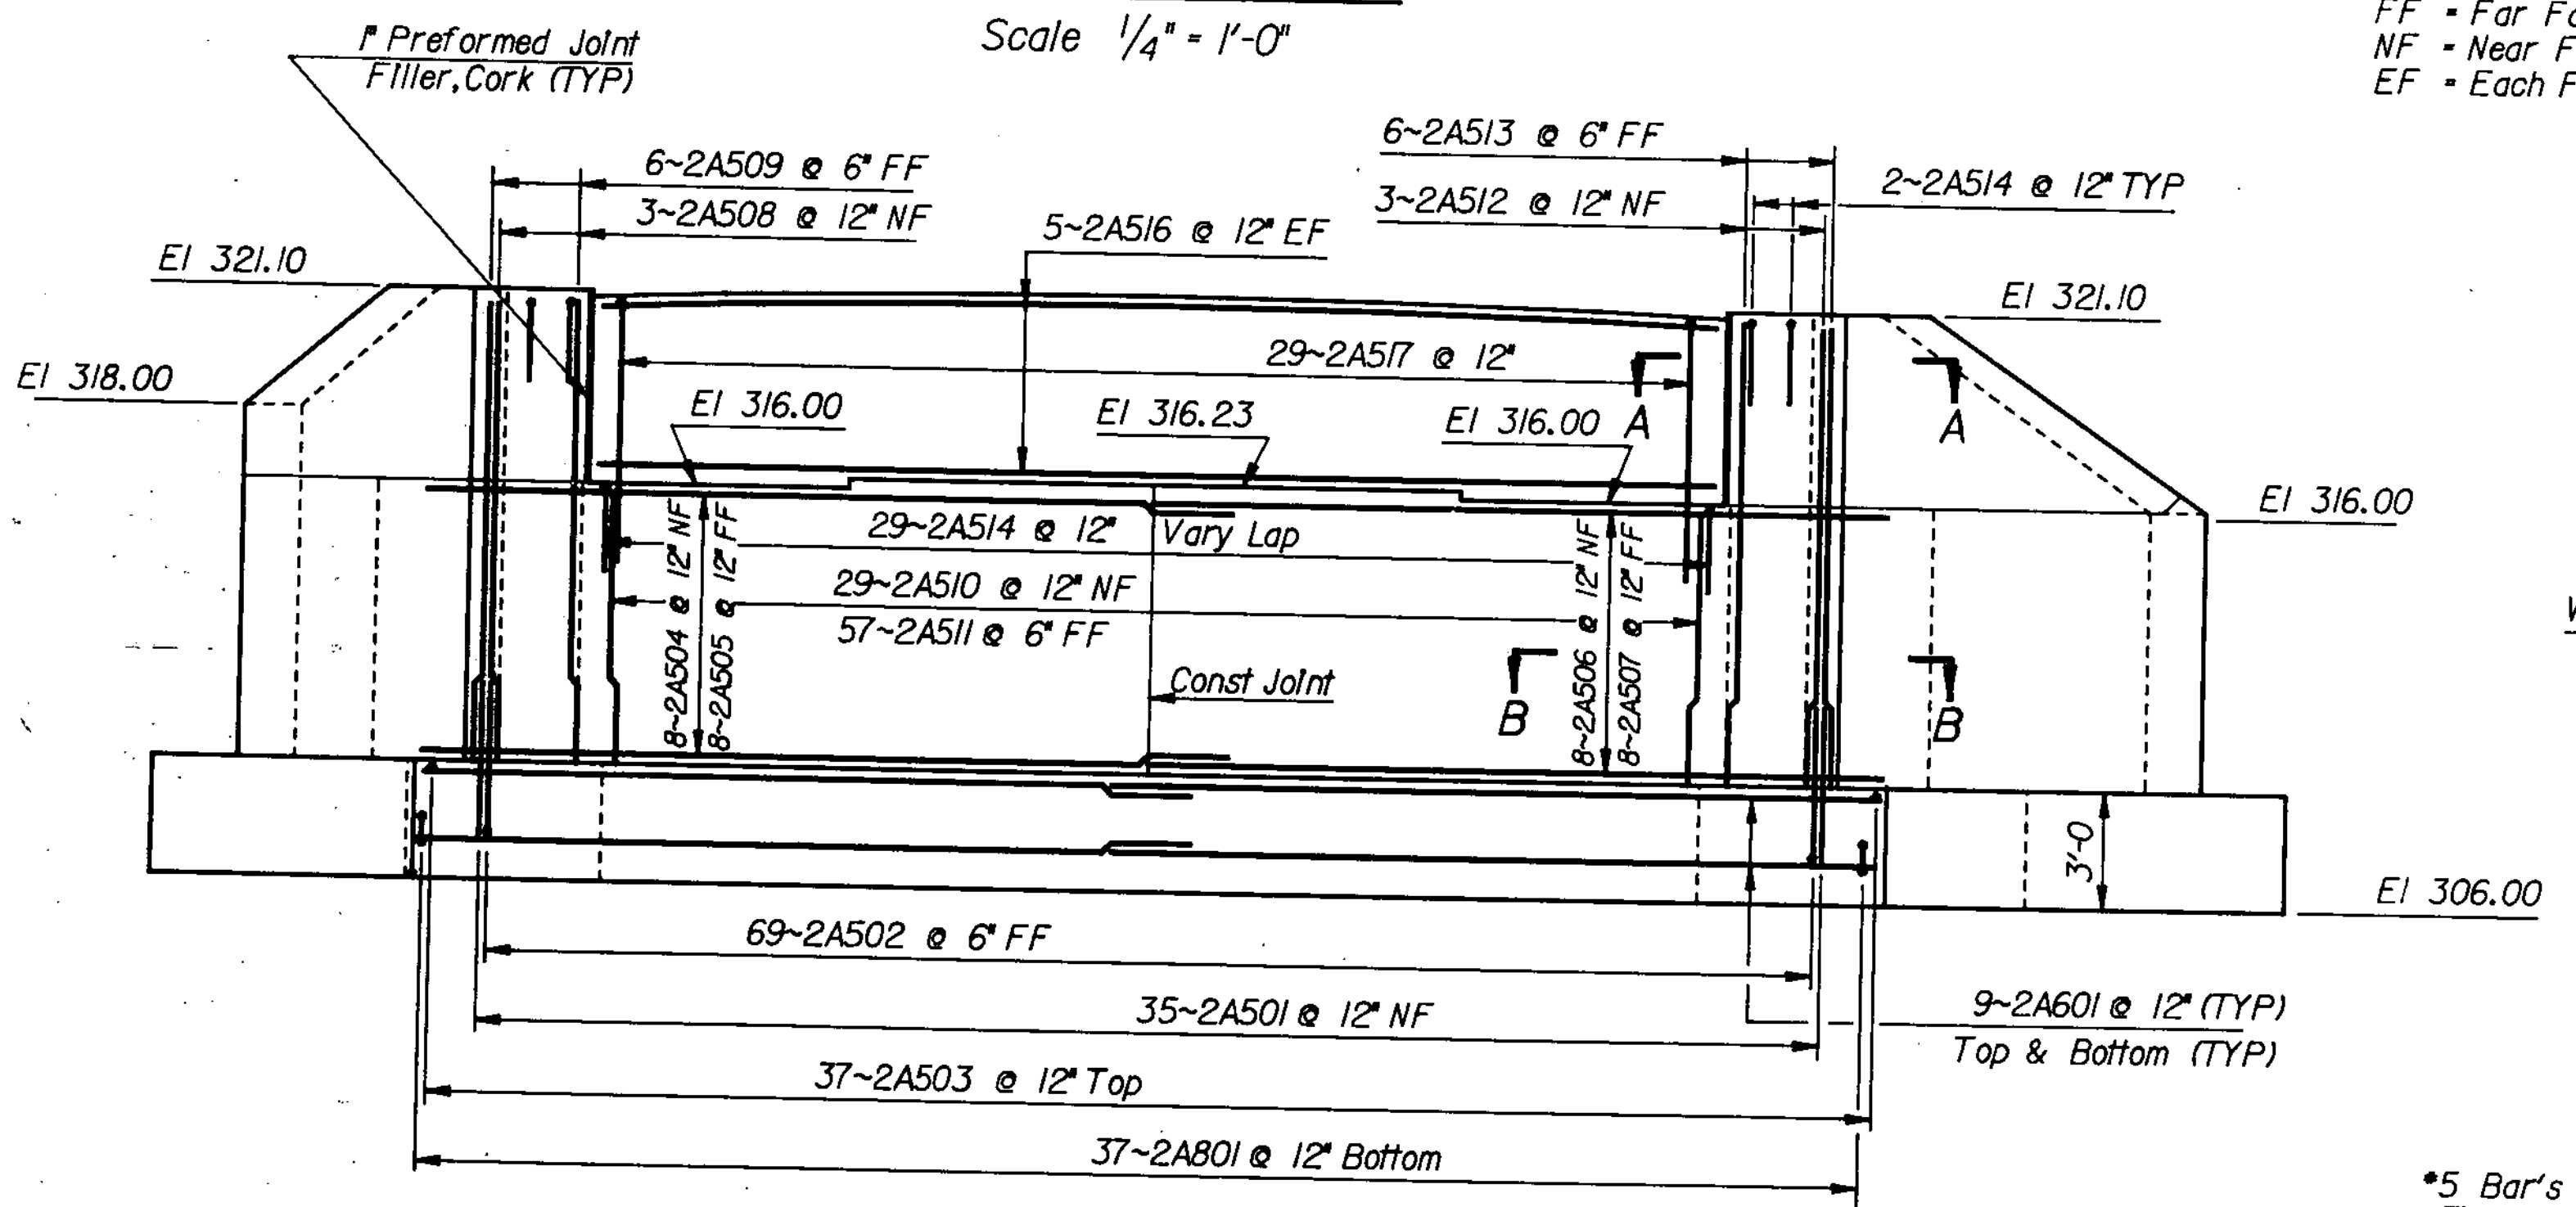 Scale 1/4" = 1'-0"
1" Preformed Joint
Filler, Cork (TYP)
FF = Far
NF = Near
EF = Each
6~2A509 @ 6" FF
3~2A508 @ 12" NF
5~2A516 @ 12" EF
6~2A513 @ 6" FF
3~2A512 @ 12" NF
2~2A514 @ 12" TYP
El 321.10
El 321.10
El 318.00
29~2A517 @ 12"
A
A
El 316.00
El 316.23
El 316.00
El 316.00
29~2A514 @ 12"
Vary Lap
29~2A510 @ 12" NF
57~2A511 @ 6" FF
8~2A504 @ 12" NF
8~2A505 @ 12" FF
8~2A506 @ 12" NF
8~2A507 @ 12" FF
Const Joint
B
B
3'-0
El 306.00
69~2A502 @ 6" FF
35~2A501 @ 12" NF
9~2A601 @ 12" (TYP)
Top & Bottom (TYP)
37~2A503 @ 12" Top
37~2A801 @ 12" Bottom
#5 Bar's